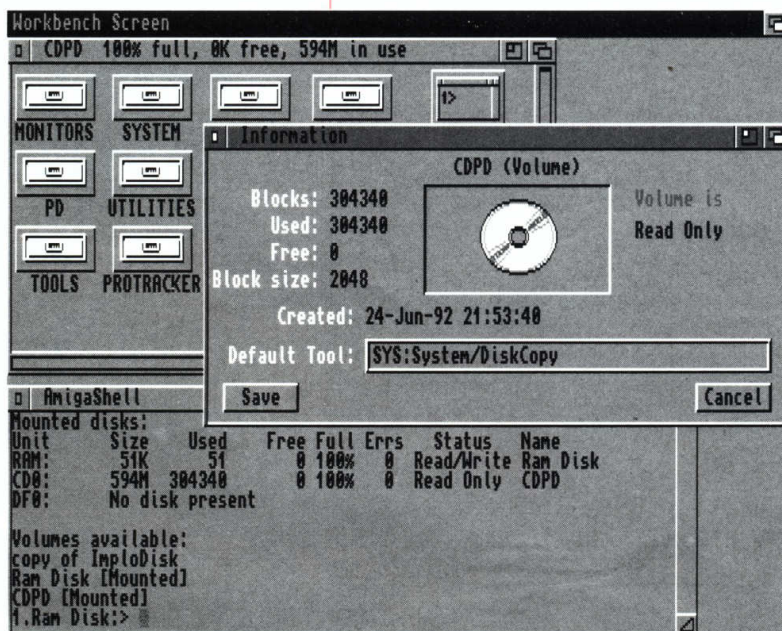 Workbench Screen
CDPD 100% full, 0K free, 594M in use
1>
MONITORS SYSTEM
PD UTILITIES
TOOLS PROTRACKER
Information
CDPD (Volume)
Blocks: 304340
Used: 304340
Free: 0
Block size: 2048
Volume is
Read Only
Created: 24-Jun-92 21:53:40
Default Tool: SYS:System/DiskCopy
Save Cancel
AmigaShell
Mounted disks:
Unit Size Used Free Full Errs Status Name
RAM: 51K 51 0 100% 0 Read/Write Ram Disk
CD0: 594M 304340 0 100% 0 Read Only CDPD
DF0: No disk present
Volumes available:
copy of ImploDisk
Ram Disk [Mounted]
CDPD [Mounted]
1.Ram Disk:>